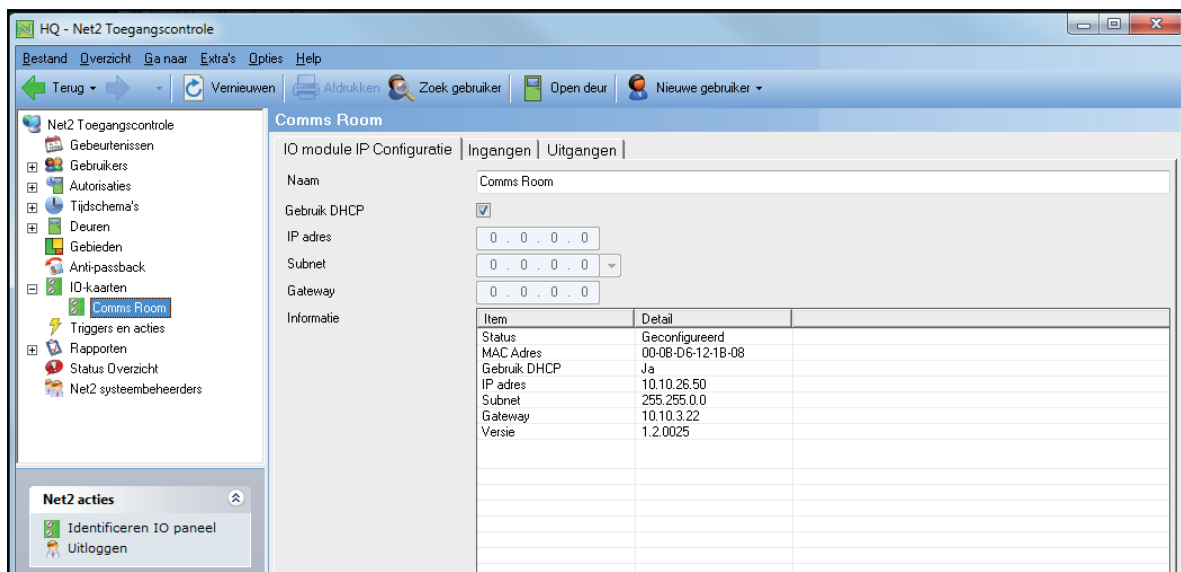 HQ - Net2 Toegangscontrole
Bestand Overzicht Ga naar Extra's Opties Help
Terug Vernieuwen Afdrukken Zoek gebruiker Open deur Nieuwe gebruiker
Net2 Toegangscontrole
Gebeurtenissen
Gebruikers
Autorisaties
Tijdschema's
Deuren
Gebieden
Anti-passback
IO-kaarten
Comms Room
Triggers en acties
Rapporten
Status Overzicht
Net2 systeembeheerders
Net2 acties
Identificeren IO paneel
Uitloggen
Comms Room
IO module IP Configuratie Ingangen Uitgangen
Naam Comms Room
Gebruik DHCP
IP adres 0 . 0 . 0 . 0
Subnet 0 . 0 . 0 . 0
Gateway 0 . 0 . 0 . 0
Informatie
Item Detail
Status Geconfigureerd
MAC Adres 00-0B-D6-12-1B-08
Gebruik DHCP Ja
IP adres 10.10.26.50
Subnet 255.255.0.0
Gateway 10.10.3.22
Versie 1.2.0025